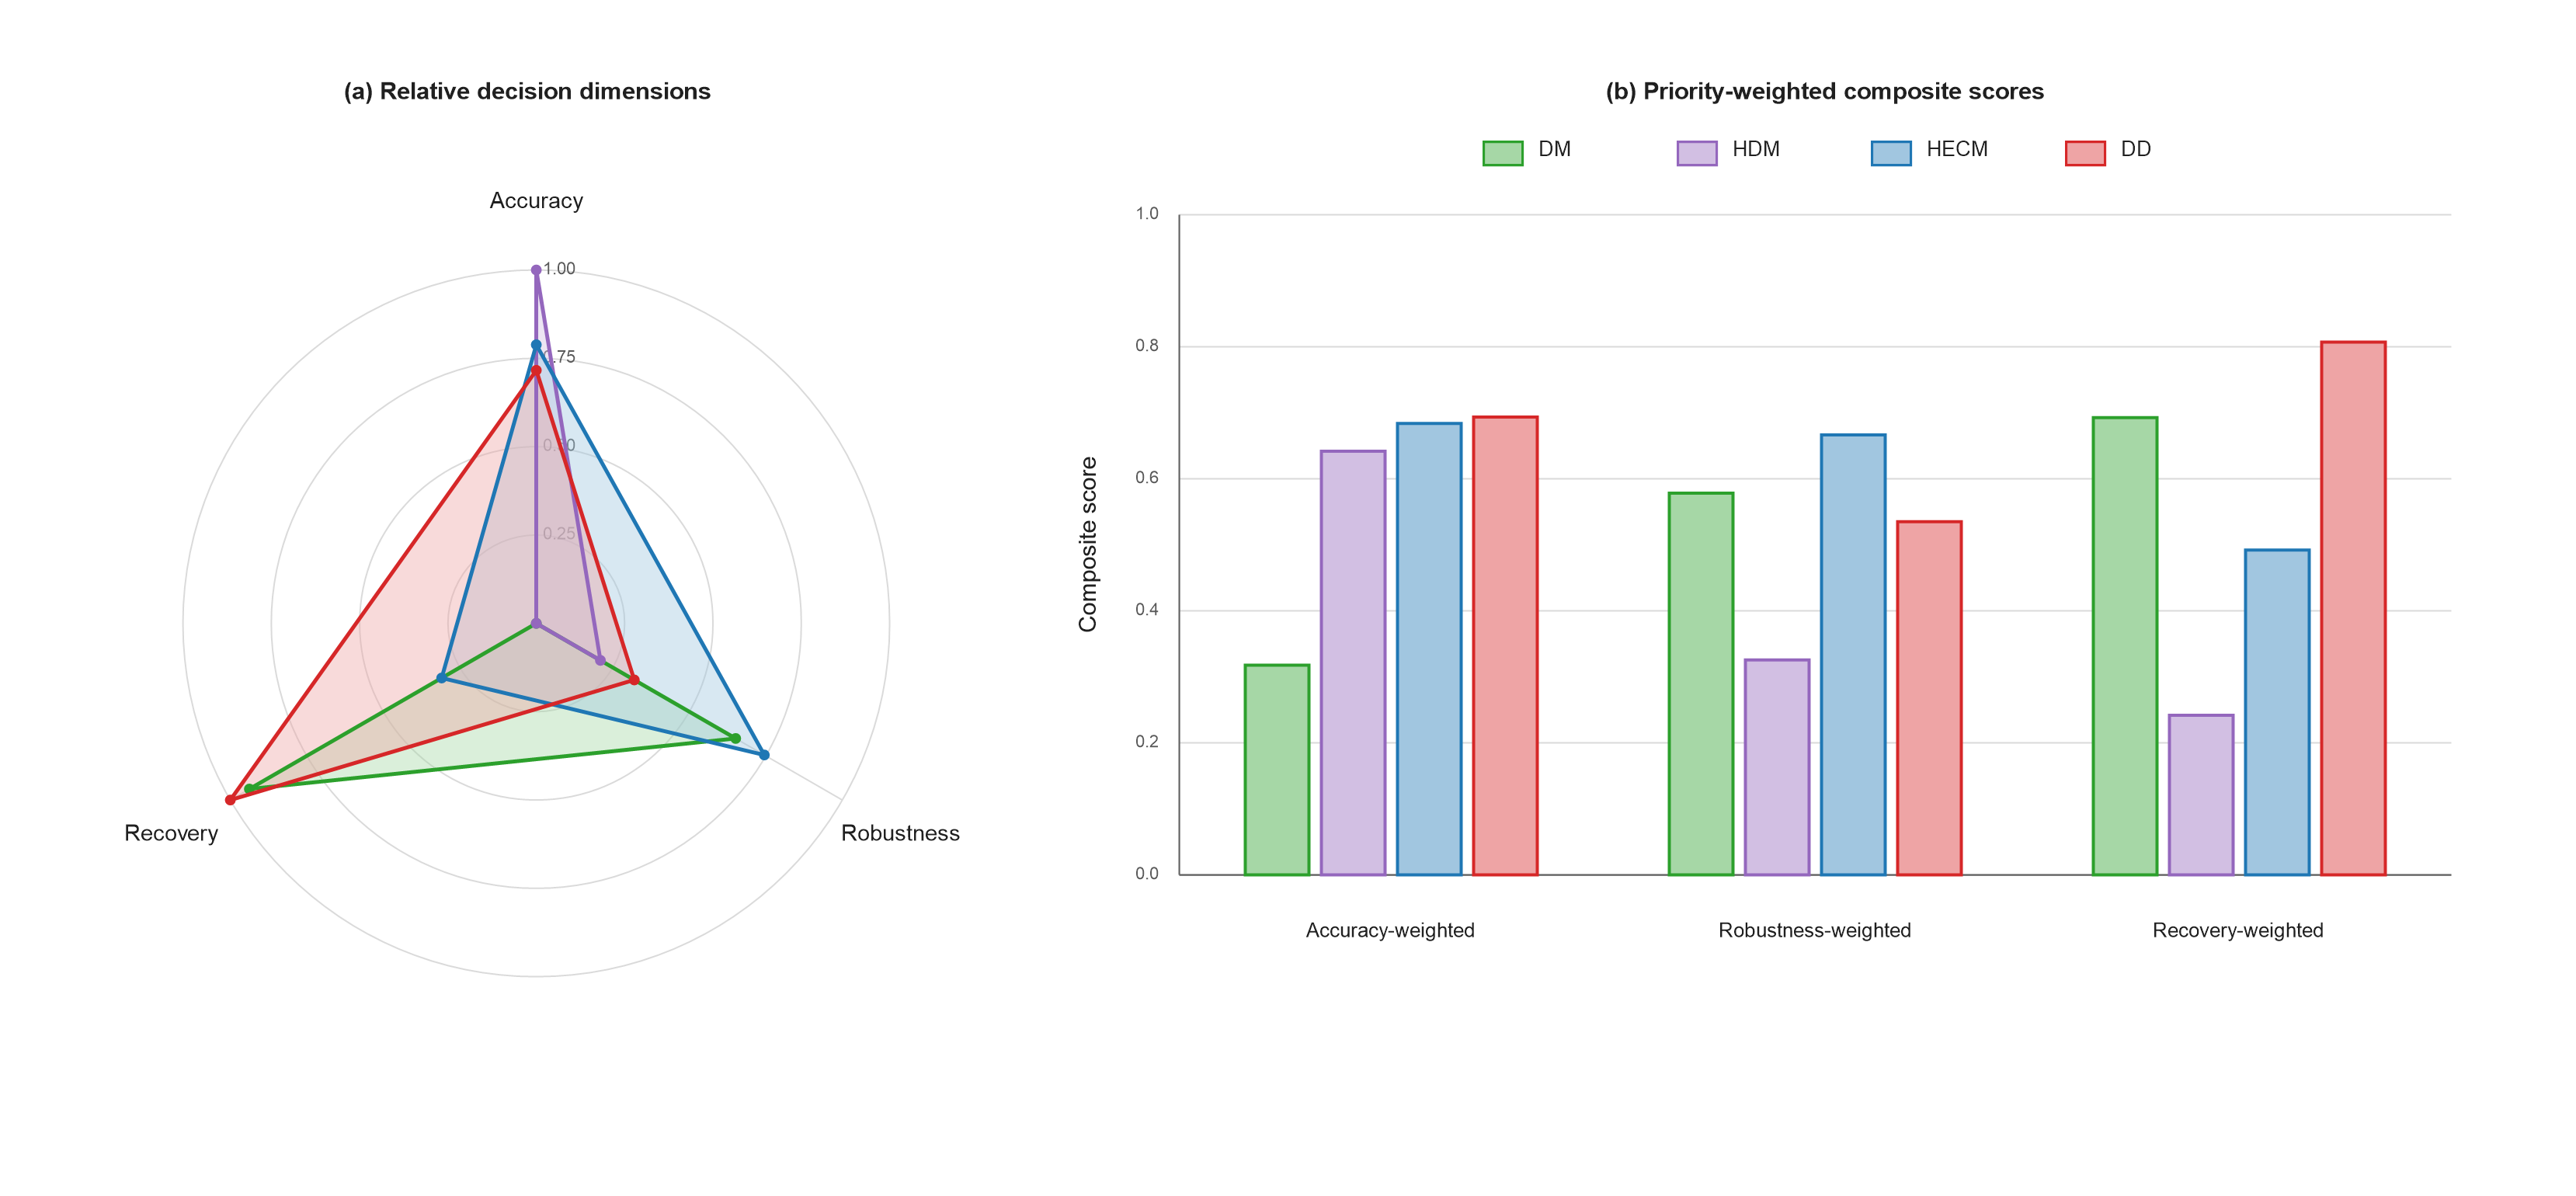 (a) Relative decision dimensions
Accuracy
1.00
0.75
0.50
0.25
Recovery
Robustness
(b) Priority-weighted composite scores
DM
HDM
HECM
DD
Composite score
1.0
0.8
0.6
0.4
0.2
0.0
Accuracy-weighted
Robustness-weighted
Recovery-weighted